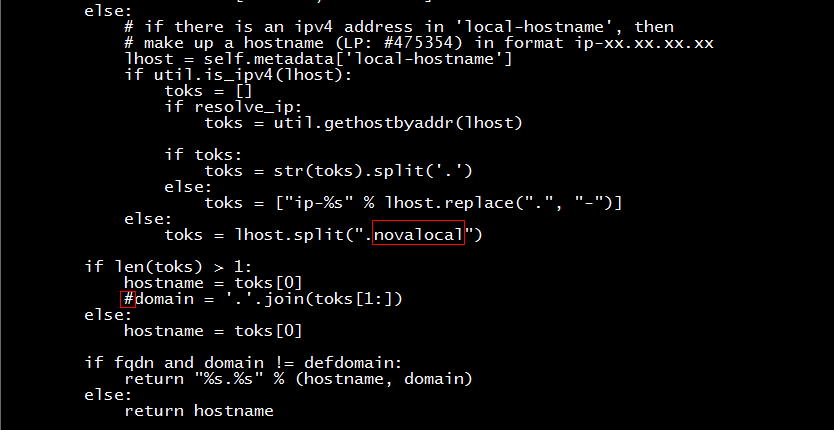 else:
# if there is an ipv4 address in 'local-hostname', then
# make up a hostname (LP: #475354) in format ip-xx.xx.xx.xx
lhost = self.metadata['local-hostname']
if util.is_ipv4(lhost):
toks = []
if resolve_ip:
toks = util.gethostbyaddr(lhost)
if toks:
toks = str(toks).split('.')
else:
toks = ["ip-%s" % lhost.replace(".", "-")]
else:
toks = lhost.split(".novalocal")
if len(toks) > 1:
hostname = toks[0]
#domain = '.'.join(toks[1:])
else:
hostname = toks[0]
if fqdn and domain != defdomain:
return "%s.%s" % (hostname, domain)
else:
return hostname